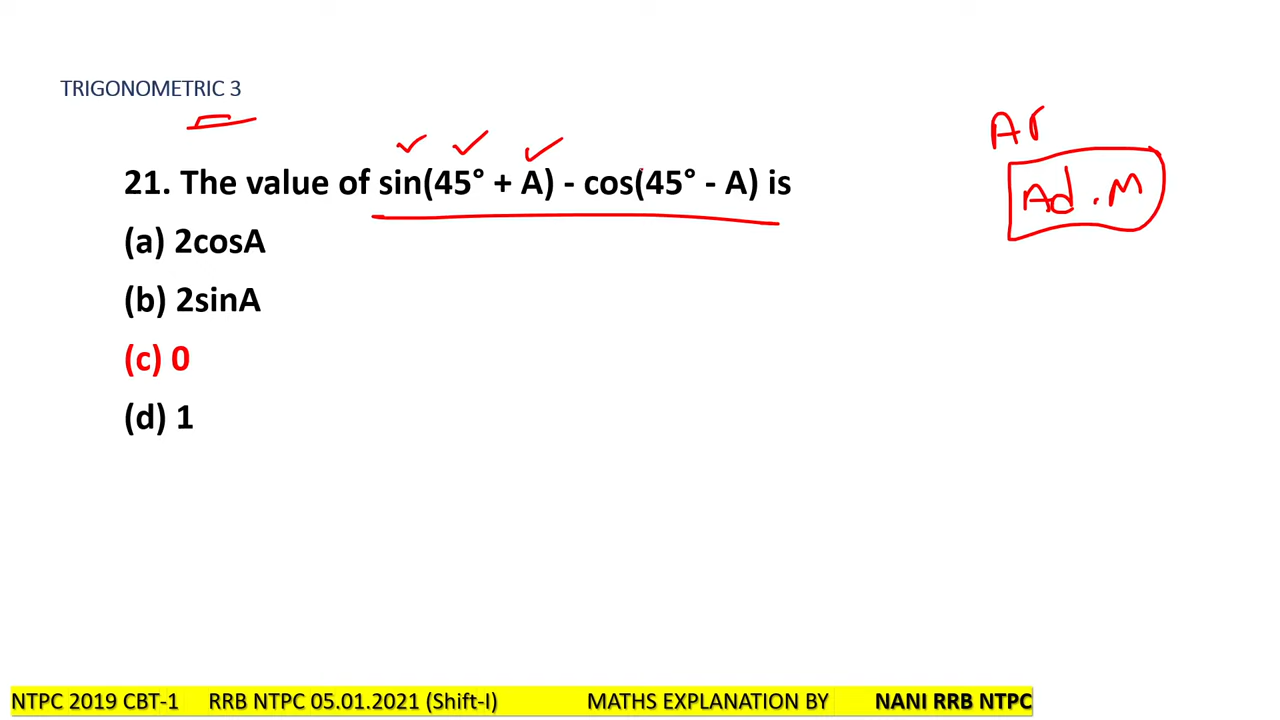 TRIGONOMETRIC 3
Ar
Ad.M
21. The value of sin(45° + A) - cos(45° - A) is
(a) 2cosA
(b) 2sinA
(c) 0
(d) 1
NTPC 2019 CBT-1 RRB NTPC 05.01.2021 (Shift-I) MATHS EXPLANATION BY NANI RRB NTPC